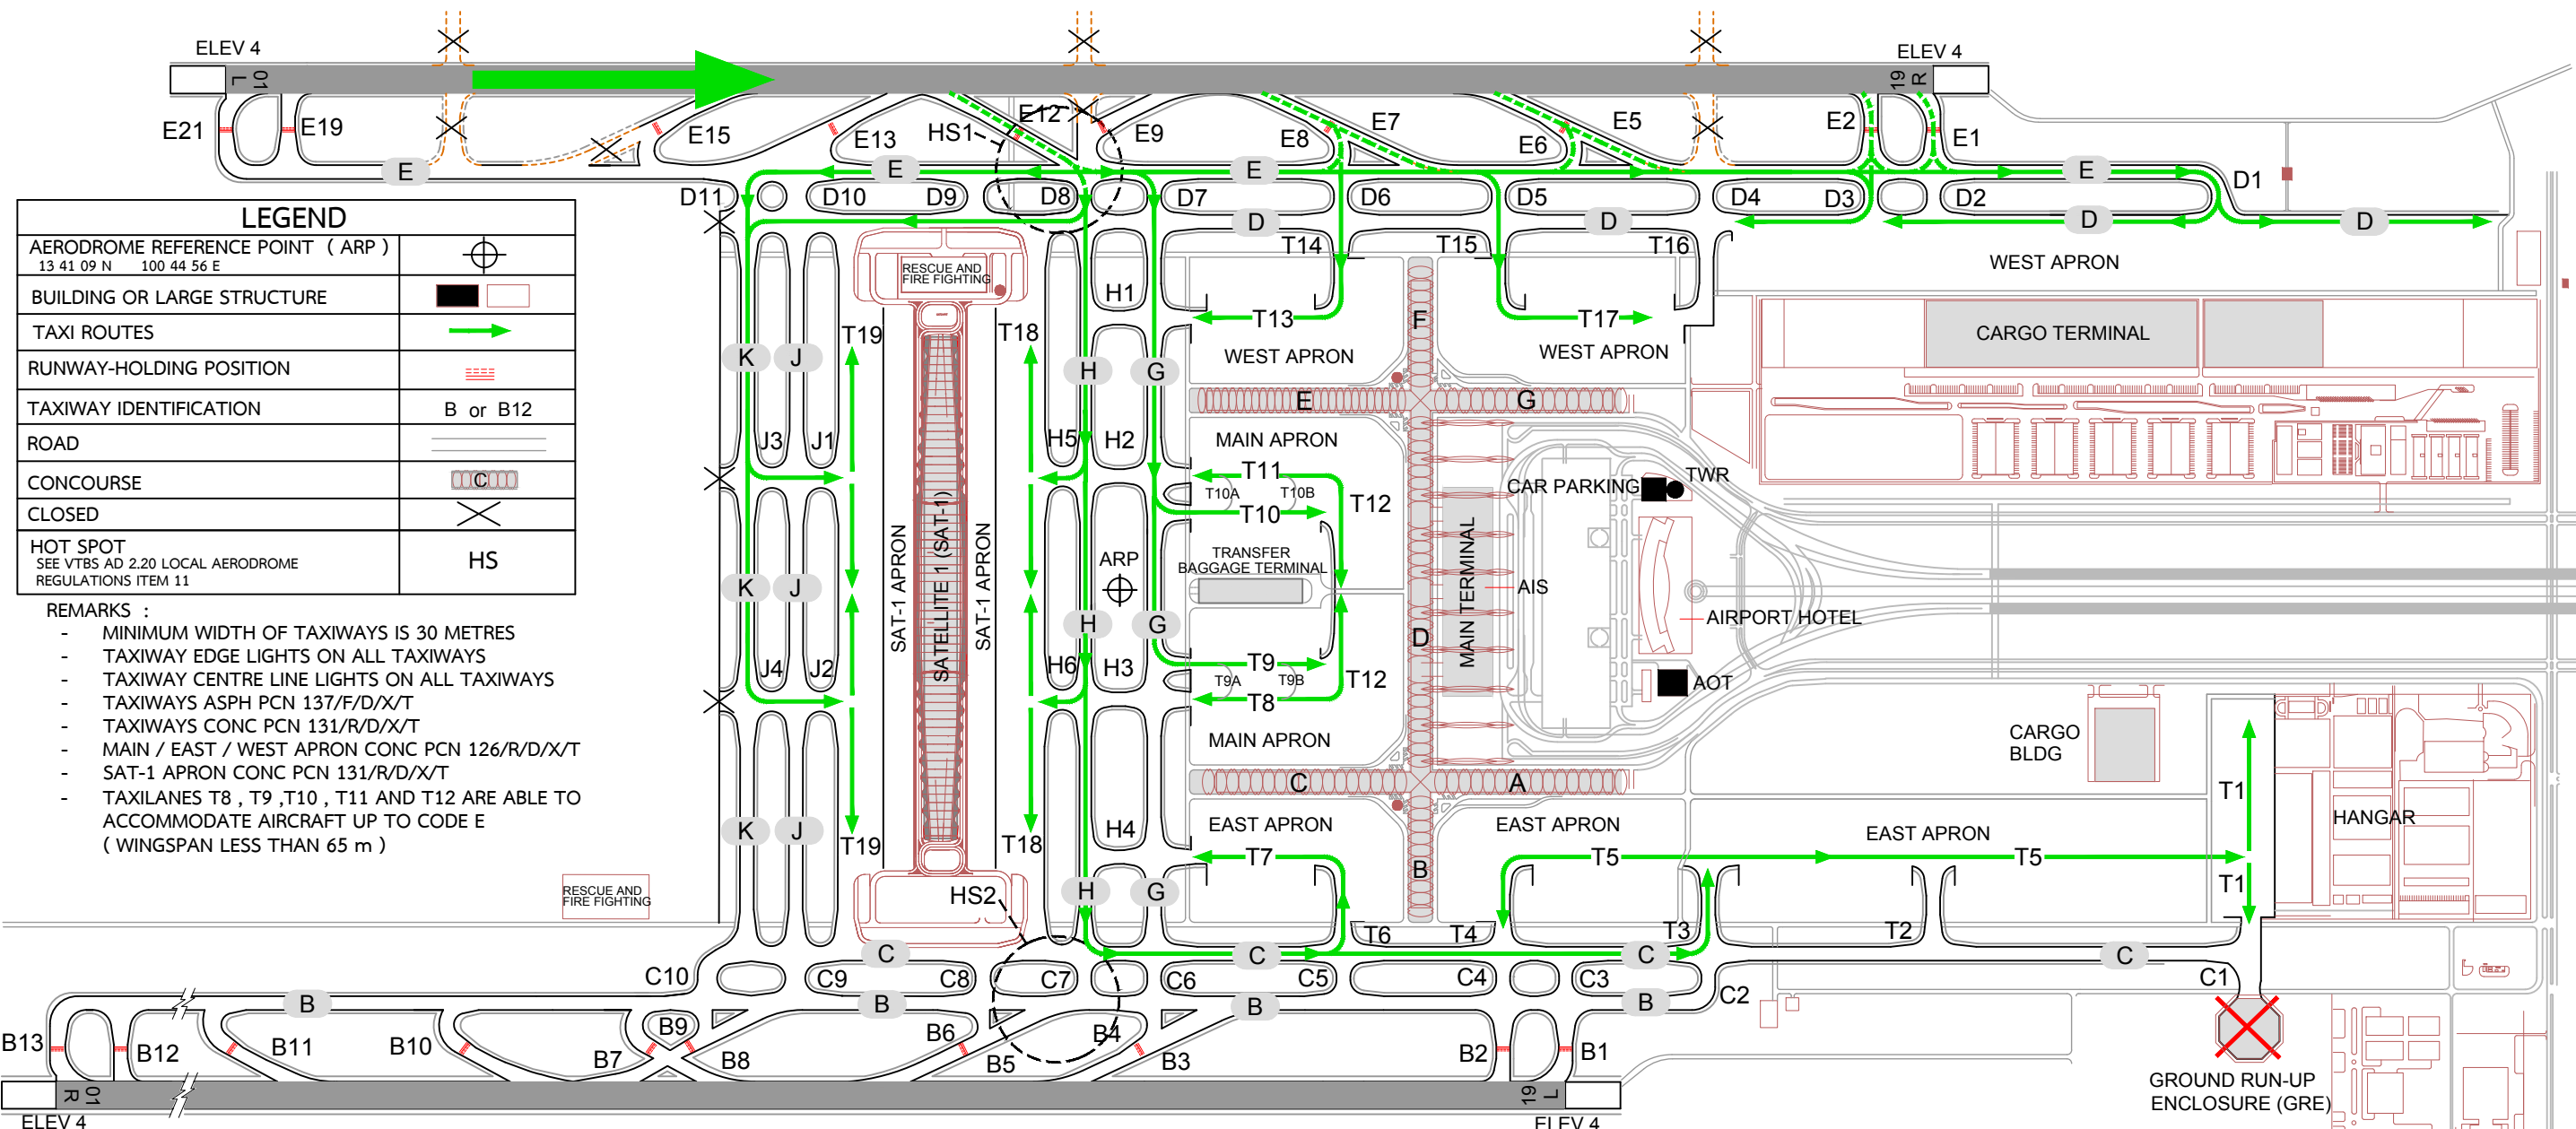 ELEV 4
ELEV 4
01
L
19
R
E21
E19
E15
E13
HS1
E12
E9
E8
E7
E6
E5
E2
E1
E
E
E
E
D11
D10
D9
D8
D7
D6
D5
D4
D3
D2
D1
D
D
D
D
LEGEND
AERODROME REFERENCE POINT ( ARP )
13 41 09 N 100 44 56 E
BUILDING OR LARGE STRUCTURE
TAXI ROUTES
RUNWAY-HOLDING POSITION
TAXIWAY IDENTIFICATION
B or B12
ROAD
CONCOURSE
C
CLOSED
HOT SPOT
SEE VTBS AD 2.20 LOCAL AERODROME
REGULATIONS ITEM 11
HS
REMARKS :
- MINIMUM WIDTH OF TAXIWAYS IS 30 METRES
- TAXIWAY EDGE LIGHTS ON ALL TAXIWAYS
- TAXIWAY CENTRE LINE LIGHTS ON ALL TAXIWAYS
- TAXIWAYS ASPH PCN 137/F/D/X/T
- TAXIWAYS CONC PCN 131/R/D/X/T
- MAIN / EAST / WEST APRON CONC PCN 126/R/D/X/T
- SAT-1 APRON CONC PCN 131/R/D/X/T
- TAXILANES T8 , T9 ,T10 , T11 AND T12 ARE ABLE TO
ACCOMMODATE AIRCRAFT UP TO CODE E
( WINGSPAN LESS THAN 65 m )
RESCUE AND
FIRE FIGHTING
T14
T15
T16
H1
T13
F
T17
WEST APRON
WEST APRON
WEST APRON
CARGO TERMINAL
K
J
T19
T18
H
G
E
G
J3
J1
H5
H2
MAIN APRON
T11
T10A
T10B
T10
T12
CAR PARKING
TWR
SAT-1 APRON
SATELLITE 1 (SAT-1)
SAT-1 APRON
ARP
TRANSFER
BAGGAGE TERMINAL
MAIN TERMINAL
AIS
AIRPORT HOTEL
K
J
H
G
D
J4
J2
H6
H3
T9
T9A
T9B
T8
T12
AOT
MAIN APRON
CARGO
BLDG
C
A
T1
HANGAR
K
J
T19
T18
H4
EAST APRON
EAST APRON
EAST APRON
T7
T5
T5
B
T1
RESCUE AND
FIRE FIGHTING
HS2
H
G
T6
T4
T3
T2
C
C
C
C
C10
C9
C8
C7
C6
C5
C4
C3
C2
C1
B
B
B
B
B13
B12
B11
B10
B9
B7
B8
B6
B5
B4
B3
B2
B1
GROUND RUN-UP
ENCLOSURE (GRE)
R
01
19
L
ELEV 4
ELEV 4